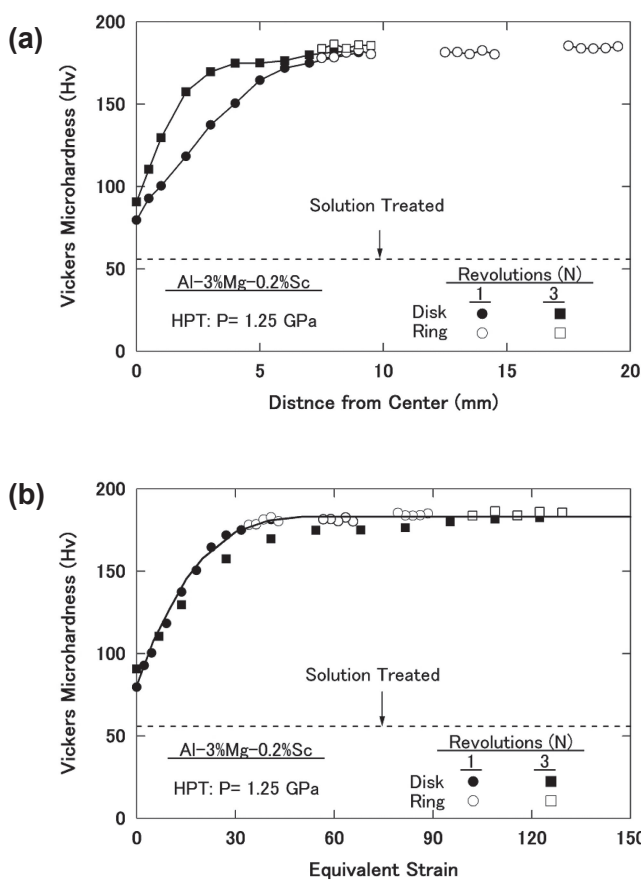 (a)
200
150
100
50
0
Vickers Microhardness (Hv)
Solution Treated
Al-3%Mg-0.2%Sc
HPT: P= 1.25 GPa
Revolutions (N)
1 3
Disk
Ring
0 5 10 15 20
Distnce from Center (mm)
(b)
200
150
100
50
0
Vickers Microhardness (Hv)
Solution Treated
Al-3%Mg-0.2%Sc
HPT: P= 1.25 GPa
Revolutions (N)
1 3
Disk
Ring
0 30 60 90 120 150
Equivalent Strain